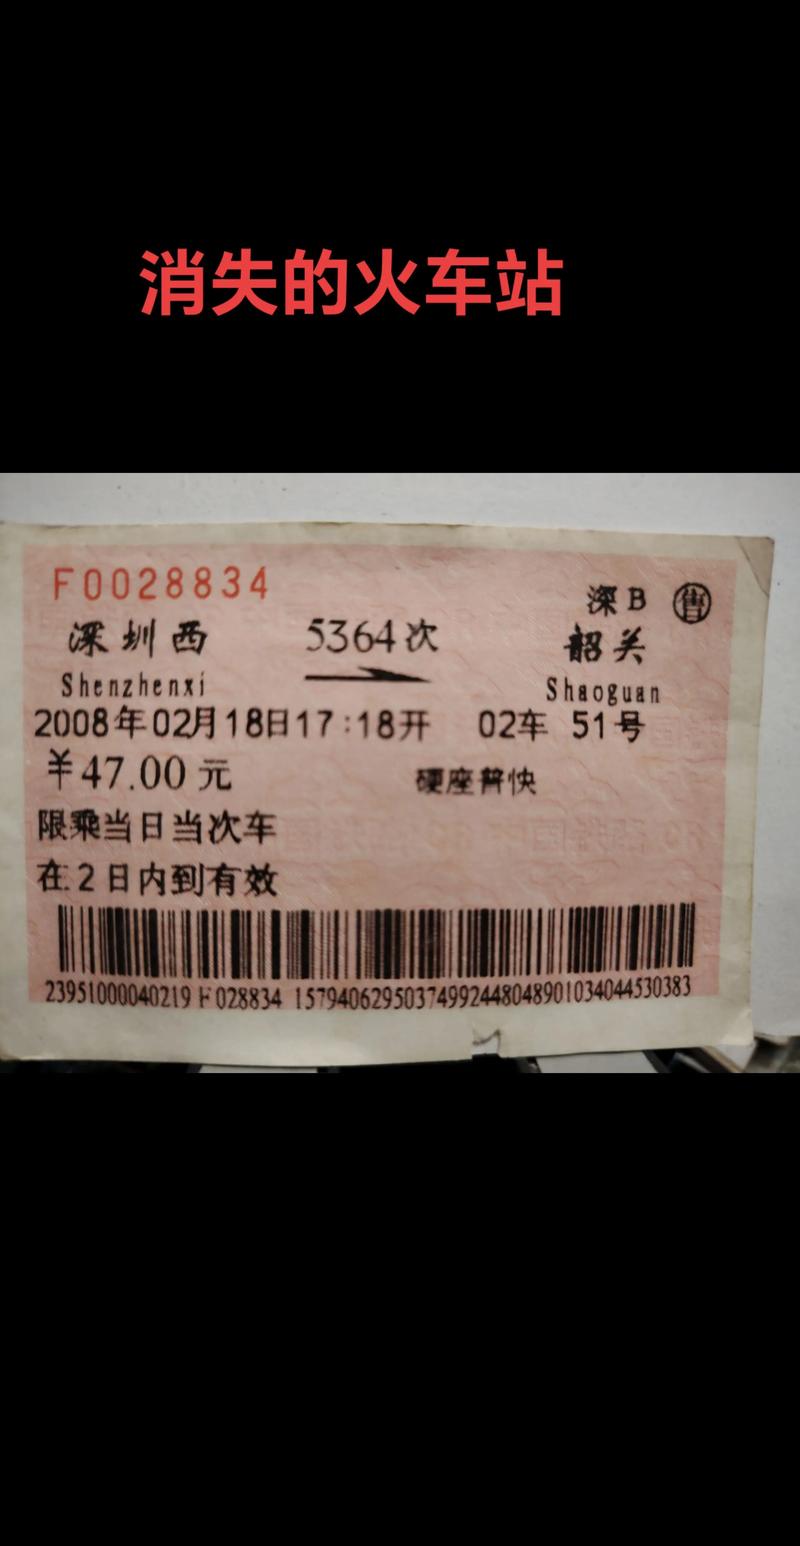 消失的火车站
F0028834
深B 售
深圳西 5364次 韶关
Shenzhenxi Shaoguan
2008年02月18日17:18开 02车 51号
¥47.00元 硬座普快
限乘当日当次车
在2日内到有效
23951000040219 F028834 15794062950374992448048901034044530383